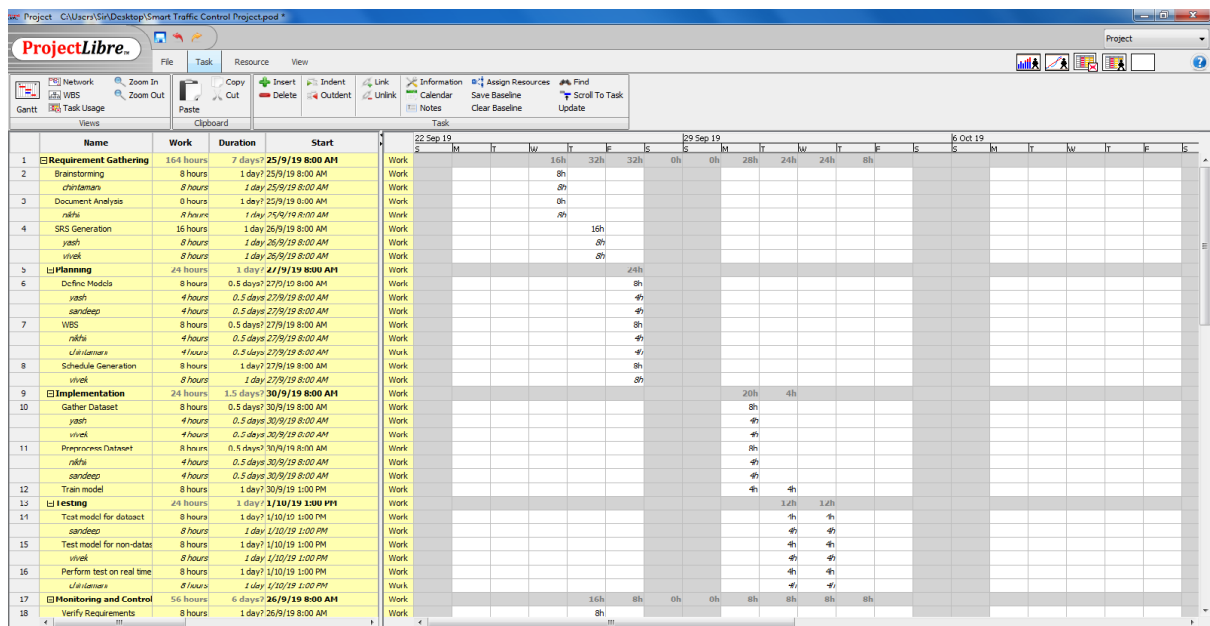 Project C:\Users\Sir\Desktop\Smart Traffic Control Project.pod *
ProjectLibre™ Project
File Task Resource View
Gantt Network WBS Task Usage Zoom In Zoom Out Paste Copy Cut Insert Delete Indent Outdent Link Unlink Information Calendar Notes Assign Resources Save Baseline Clear Baseline Find Scroll To Task Update
Views Clipboard Task
Name Work Duration Start 22 Sep 19 29 Sep 19 6 Oct 19
S M T W T F S S M T W T F S S M T W T F S
1 Requirement Gathering 164 hours 7 days? 25/9/19 8:00 AM Work 16h 32h 32h 0h 0h 28h 24h 24h 8h
2 Brainstorming 8 hours 1 day? 25/9/19 8:00 AM Work 8h
chintamani 8 hours 1 day 25/9/19 8:00 AM Work 8h
3 Document Analysis 8 hours 1 day? 25/9/19 8:00 AM Work 8h
nikhil 8 hours 1 day 25/9/19 8:00 AM Work 8h
4 SRS Generation 16 hours 1 day 26/9/19 8:00 AM Work 16h
yash 8 hours 1 day 26/9/19 8:00 AM Work 8h
vivek 8 hours 1 day 26/9/19 8:00 AM Work 8h
5 Planning 24 hours 1 day? 27/9/19 8:00 AM Work 24h
6 Define Models 8 hours 0.5 days? 27/9/19 8:00 AM Work 8h
yash 4 hours 0.5 days 27/9/19 8:00 AM Work 4h
sandeep 4 hours 0.5 days 27/9/19 8:00 AM Work 4h
7 WBS 8 hours 0.5 days? 27/9/19 8:00 AM Work 8h
nikhil 4 hours 0.5 days 27/9/19 8:00 AM Work 4h
chintamani 4 hours 0.5 days 27/9/19 8:00 AM Work 4h
8 Schedule Generation 8 hours 1 day? 27/9/19 8:00 AM Work 8h
vivek 8 hours 1 day 27/9/19 8:00 AM Work 8h
9 Implementation 24 hours 1.5 days? 30/9/19 8:00 AM Work 20h 4h
10 Gather Dataset 8 hours 0.5 days? 30/9/19 8:00 AM Work 8h
yash 4 hours 0.5 days 30/9/19 8:00 AM Work 4h
vivek 4 hours 0.5 days 30/9/19 8:00 AM Work 4h
11 Preprocess Dataset 8 hours 0.5 days? 30/9/19 8:00 AM Work 8h
nikhil 4 hours 0.5 days 30/9/19 8:00 AM Work 4h
sandeep 4 hours 0.5 days 30/9/19 8:00 AM Work 4h
12 Train model 8 hours 1 day? 30/9/19 1:00 PM Work 4h 4h
13 Testing 24 hours 1 day? 1/10/19 1:00 PM Work 12h 12h
14 Test model for dataset 8 hours 1 day? 1/10/19 1:00 PM Work 4h 4h
sandeep 8 hours 1 day 1/10/19 1:00 PM Work 4h 4h
15 Test model for non-datas 8 hours 1 day? 1/10/19 1:00 PM Work 4h 4h
vivek 8 hours 1 day 1/10/19 1:00 PM Work 4h 4h
16 Perform test on real time 8 hours 1 day? 1/10/19 1:00 PM Work 4h 4h
chintamani 8 hours 1 day 1/10/19 1:00 PM Work 4h 4h
17 Monitoring and Control 56 hours 6 days? 26/9/19 8:00 AM Work 16h 8h 0h 0h 8h 8h 8h 8h
18 Verify Requirements 8 hours 1 day? 26/9/19 8:00 AM Work 8h